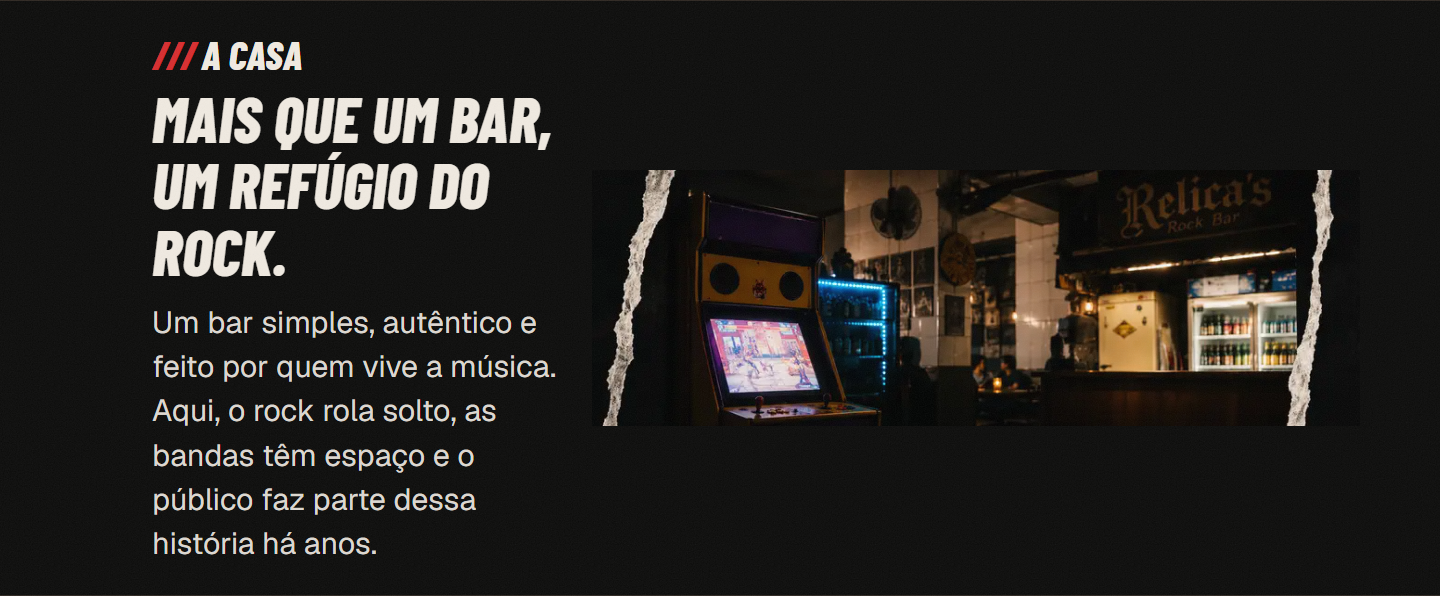 /// A CASA
MAIS QUE UM BAR,
UM REFÚGIO DO
ROCK.
Um bar simples, autêntico e
feito por quem vive a música.
Aqui, o rock rola solto, as
bandas têm espaço e o
público faz parte dessa
história há anos.
Relica's
Rock Bar